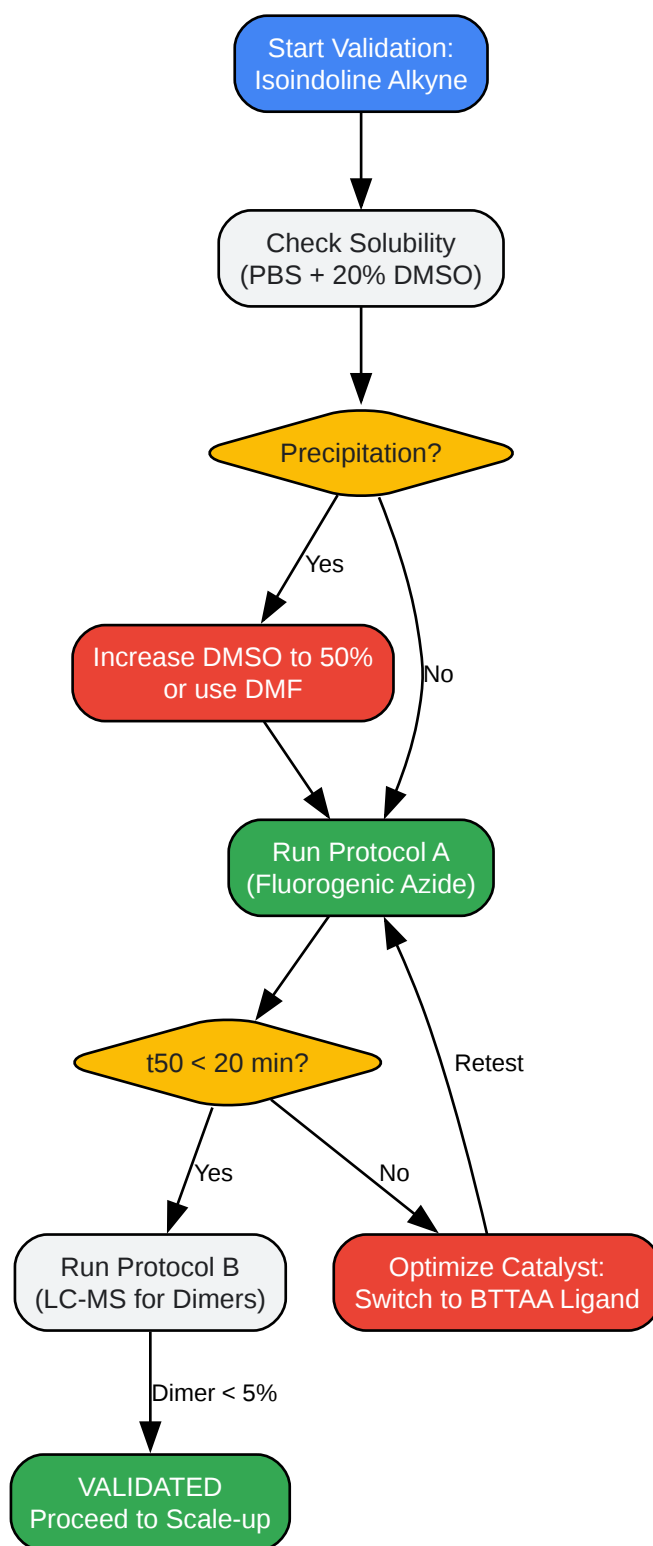 Start Validation:
Isoindoline Alkyne
Check Solubility
(PBS + 20% DMSO)
Precipitation?
Yes
Increase DMSO to 50%
or use DMF
No
Run Protocol A
(Fluorogenic Azide)
t50 < 20 min?
Retest
Yes
No
Run Protocol B
(LC-MS for Dimers)
Optimize Catalyst:
Switch to BTTAA Ligand
Dimer < 5%
VALIDATED
Proceed to Scale-up